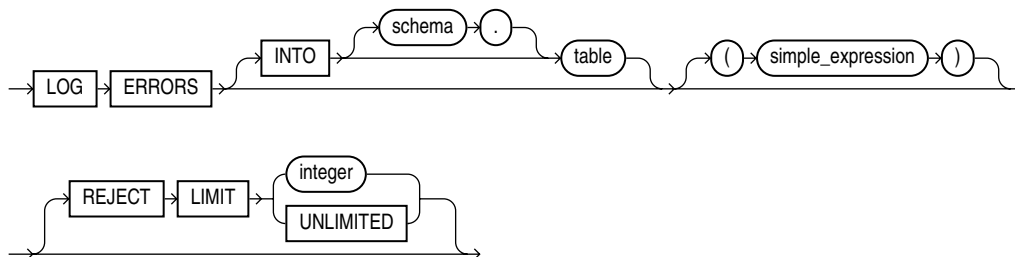 schema .
INTO table ( simple_expression )
LOG ERRORS
integer
REJECT LIMIT
UNLIMITED